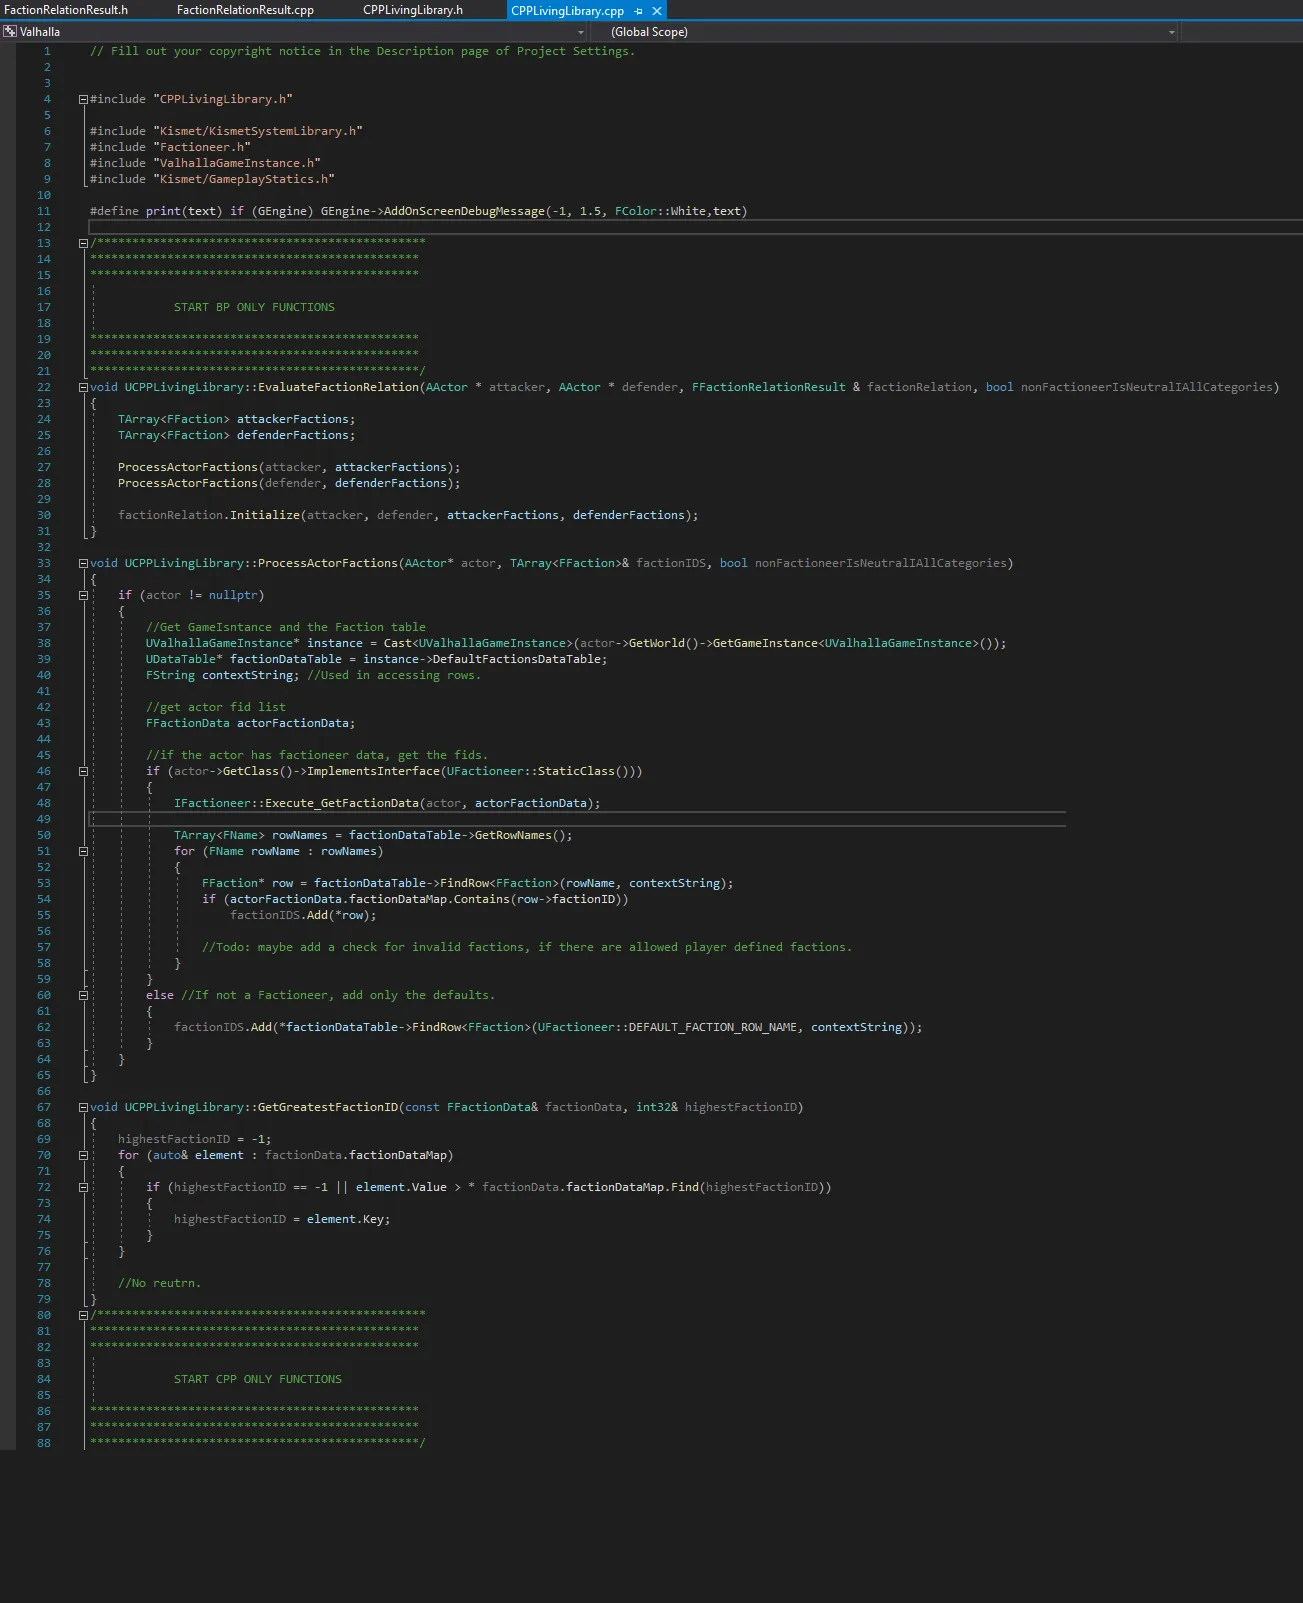 FactionRelationResult.h FactionRelationResult.cpp CPPLivingLibrary.h CPPLivingLibrary.cpp
Valhalla (Global Scope)
1 // Fill out your copyright notice in the Description page of Project Settings.
2
3
4 #include "CPPLivingLibrary.h"
5
6 #include "Kismet/KismetSystemLibrary.h"
7 #include "Factioneer.h"
8 #include "ValhallaGameInstance.h"
9 #include "Kismet/GameplayStatics.h"
10
11 #define print(text) if (GEngine) GEngine->AddOnScreenDebugMessage(-1, 1.5, FColor::White,text)
12
13 /***********************************************
14 ***********************************************
15 ***********************************************
16
17 START BP ONLY FUNCTIONS
18
19 ***********************************************
20 ***********************************************
21 ***********************************************/
22 void UCPPLivingLibrary::EvaluateFactionRelation(AActor * attacker, AActor * defender, FFactionRelationResult & factionRelation, bool nonFactioneerIsNeutralIAllCategories)
23 {
24 TArray<FFaction> attackerFactions;
25 TArray<FFaction> defenderFactions;
26
27 ProcessActorFactions(attacker, attackerFactions);
28 ProcessActorFactions(defender, defenderFactions);
29
30 factionRelation.Initialize(attacker, defender, attackerFactions, defenderFactions);
31 }
32
33 void UCPPLivingLibrary::ProcessActorFactions(AActor* actor, TArray<FFaction>& factionIDS, bool nonFactioneerIsNeutralIAllCategories)
34 {
35 if (actor != nullptr)
36 {
37 //Get GameIsntance and the Faction table
38 UValhallaGameInstance* instance = Cast<UValhallaGameInstance>(actor->GetWorld()->GetGameInstance<UValhallaGameInstance>());
39 UDataTable* factionDataTable = instance->DefaultFactionsDataTable;
40 FString contextString; //Used in accessing rows.
41
42 //get actor fid list
43 FFactionData actorFactionData;
44
45 //if the actor has factioneer data, get the fids.
46 if (actor->GetClass()->ImplementsInterface(UFactioneer::StaticClass()))
47 {
48 IFactioneer::Execute_GetFactionData(actor, actorFactionData);
49
50 TArray<FName> rowNames = factionDataTable->GetRowNames();
51 for (FName rowName : rowNames)
52 {
53 FFaction* row = factionDataTable->FindRow<FFaction>(rowName, contextString);
54 if (actorFactionData.factionDataMap.Contains(row->factionID))
55 factionIDS.Add(*row);
56
57 //Todo: maybe add a check for invalid factions, if there are allowed player defined factions.
58 }
59 }
60 else //If not a Factioneer, add only the defaults.
61 {
62 factionIDS.Add(*factionDataTable->FindRow<FFaction>(UFactioneer::DEFAULT_FACTION_ROW_NAME, contextString));
63 }
64 }
65 }
66
67 void UCPPLivingLibrary::GetGreatestFactionID(const FFactionData& factionData, int32& highestFactionID)
68 {
69 highestFactionID = -1;
70 for (auto& element : factionData.factionDataMap)
71 {
72 if (highestFactionID == -1 || element.Value > * factionData.factionDataMap.Find(highestFactionID))
73 {
74 highestFactionID = element.Key;
75 }
76 }
77
78 //No reutrn.
79 }
80 /***********************************************
81 ***********************************************
82 ***********************************************
83
84 START CPP ONLY FUNCTIONS
85
86 ***********************************************
87 ***********************************************
88 ***********************************************/